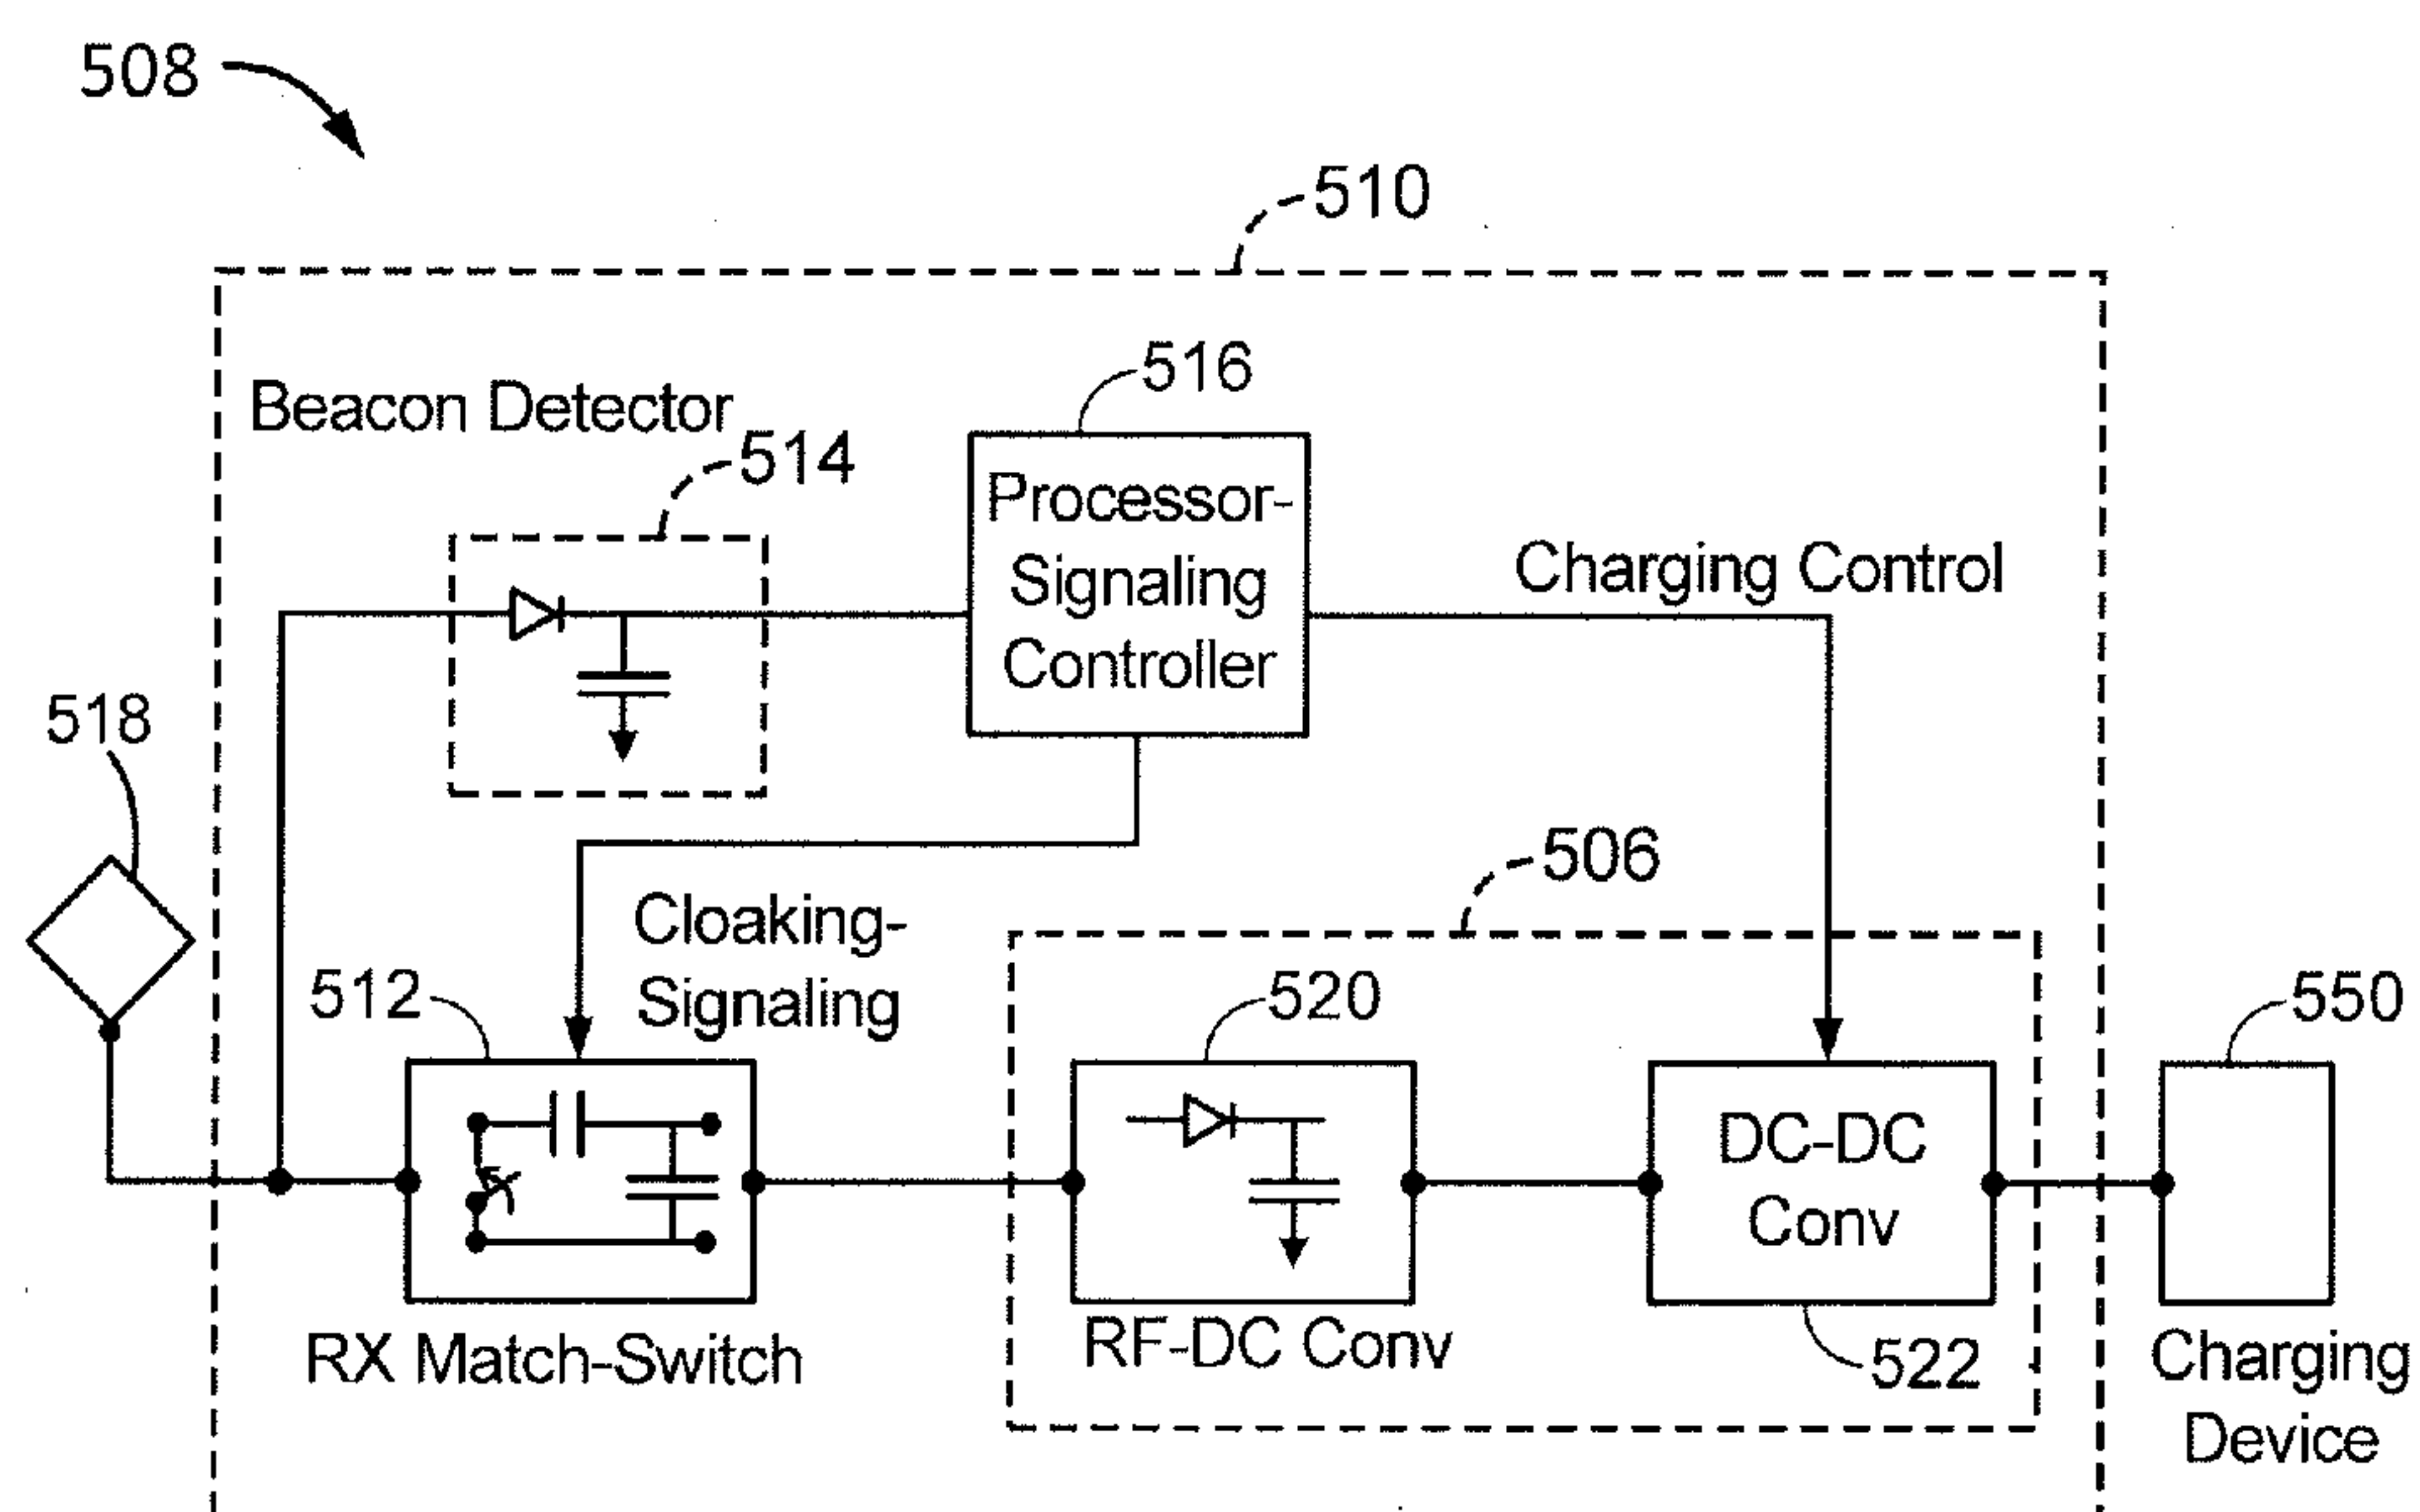 508
510
516
Beacon Detector
514
Processor-
Signaling
Controller
Charging Control
518
506
Cloaking-
Signaling
512
520
550
DC-DC
Conv
RX Match-Switch
RF-DC Conv
522
Charging
Device